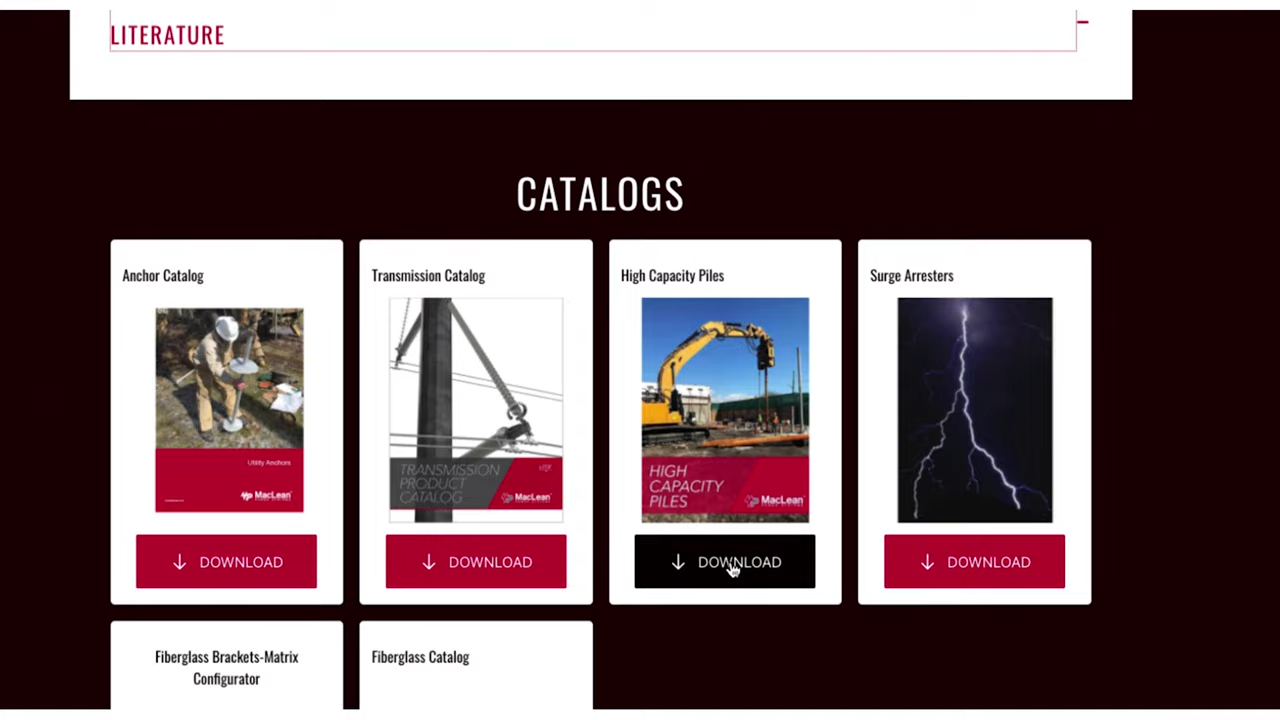 LITERATURE
CATALOGS
Anchor Catalog
Transmission Catalog
High Capacity Piles
Surge Arresters
Utility Anchors
MacLean
TRANSMISSION
PRODUCT
CATALOG
MacLean
HIGH
CAPACITY
PILES
MacLean
DOWNLOAD
DOWNLOAD
DOWNLOAD
DOWNLOAD
Fiberglass Brackets-Matrix
Configurator
Fiberglass Catalog